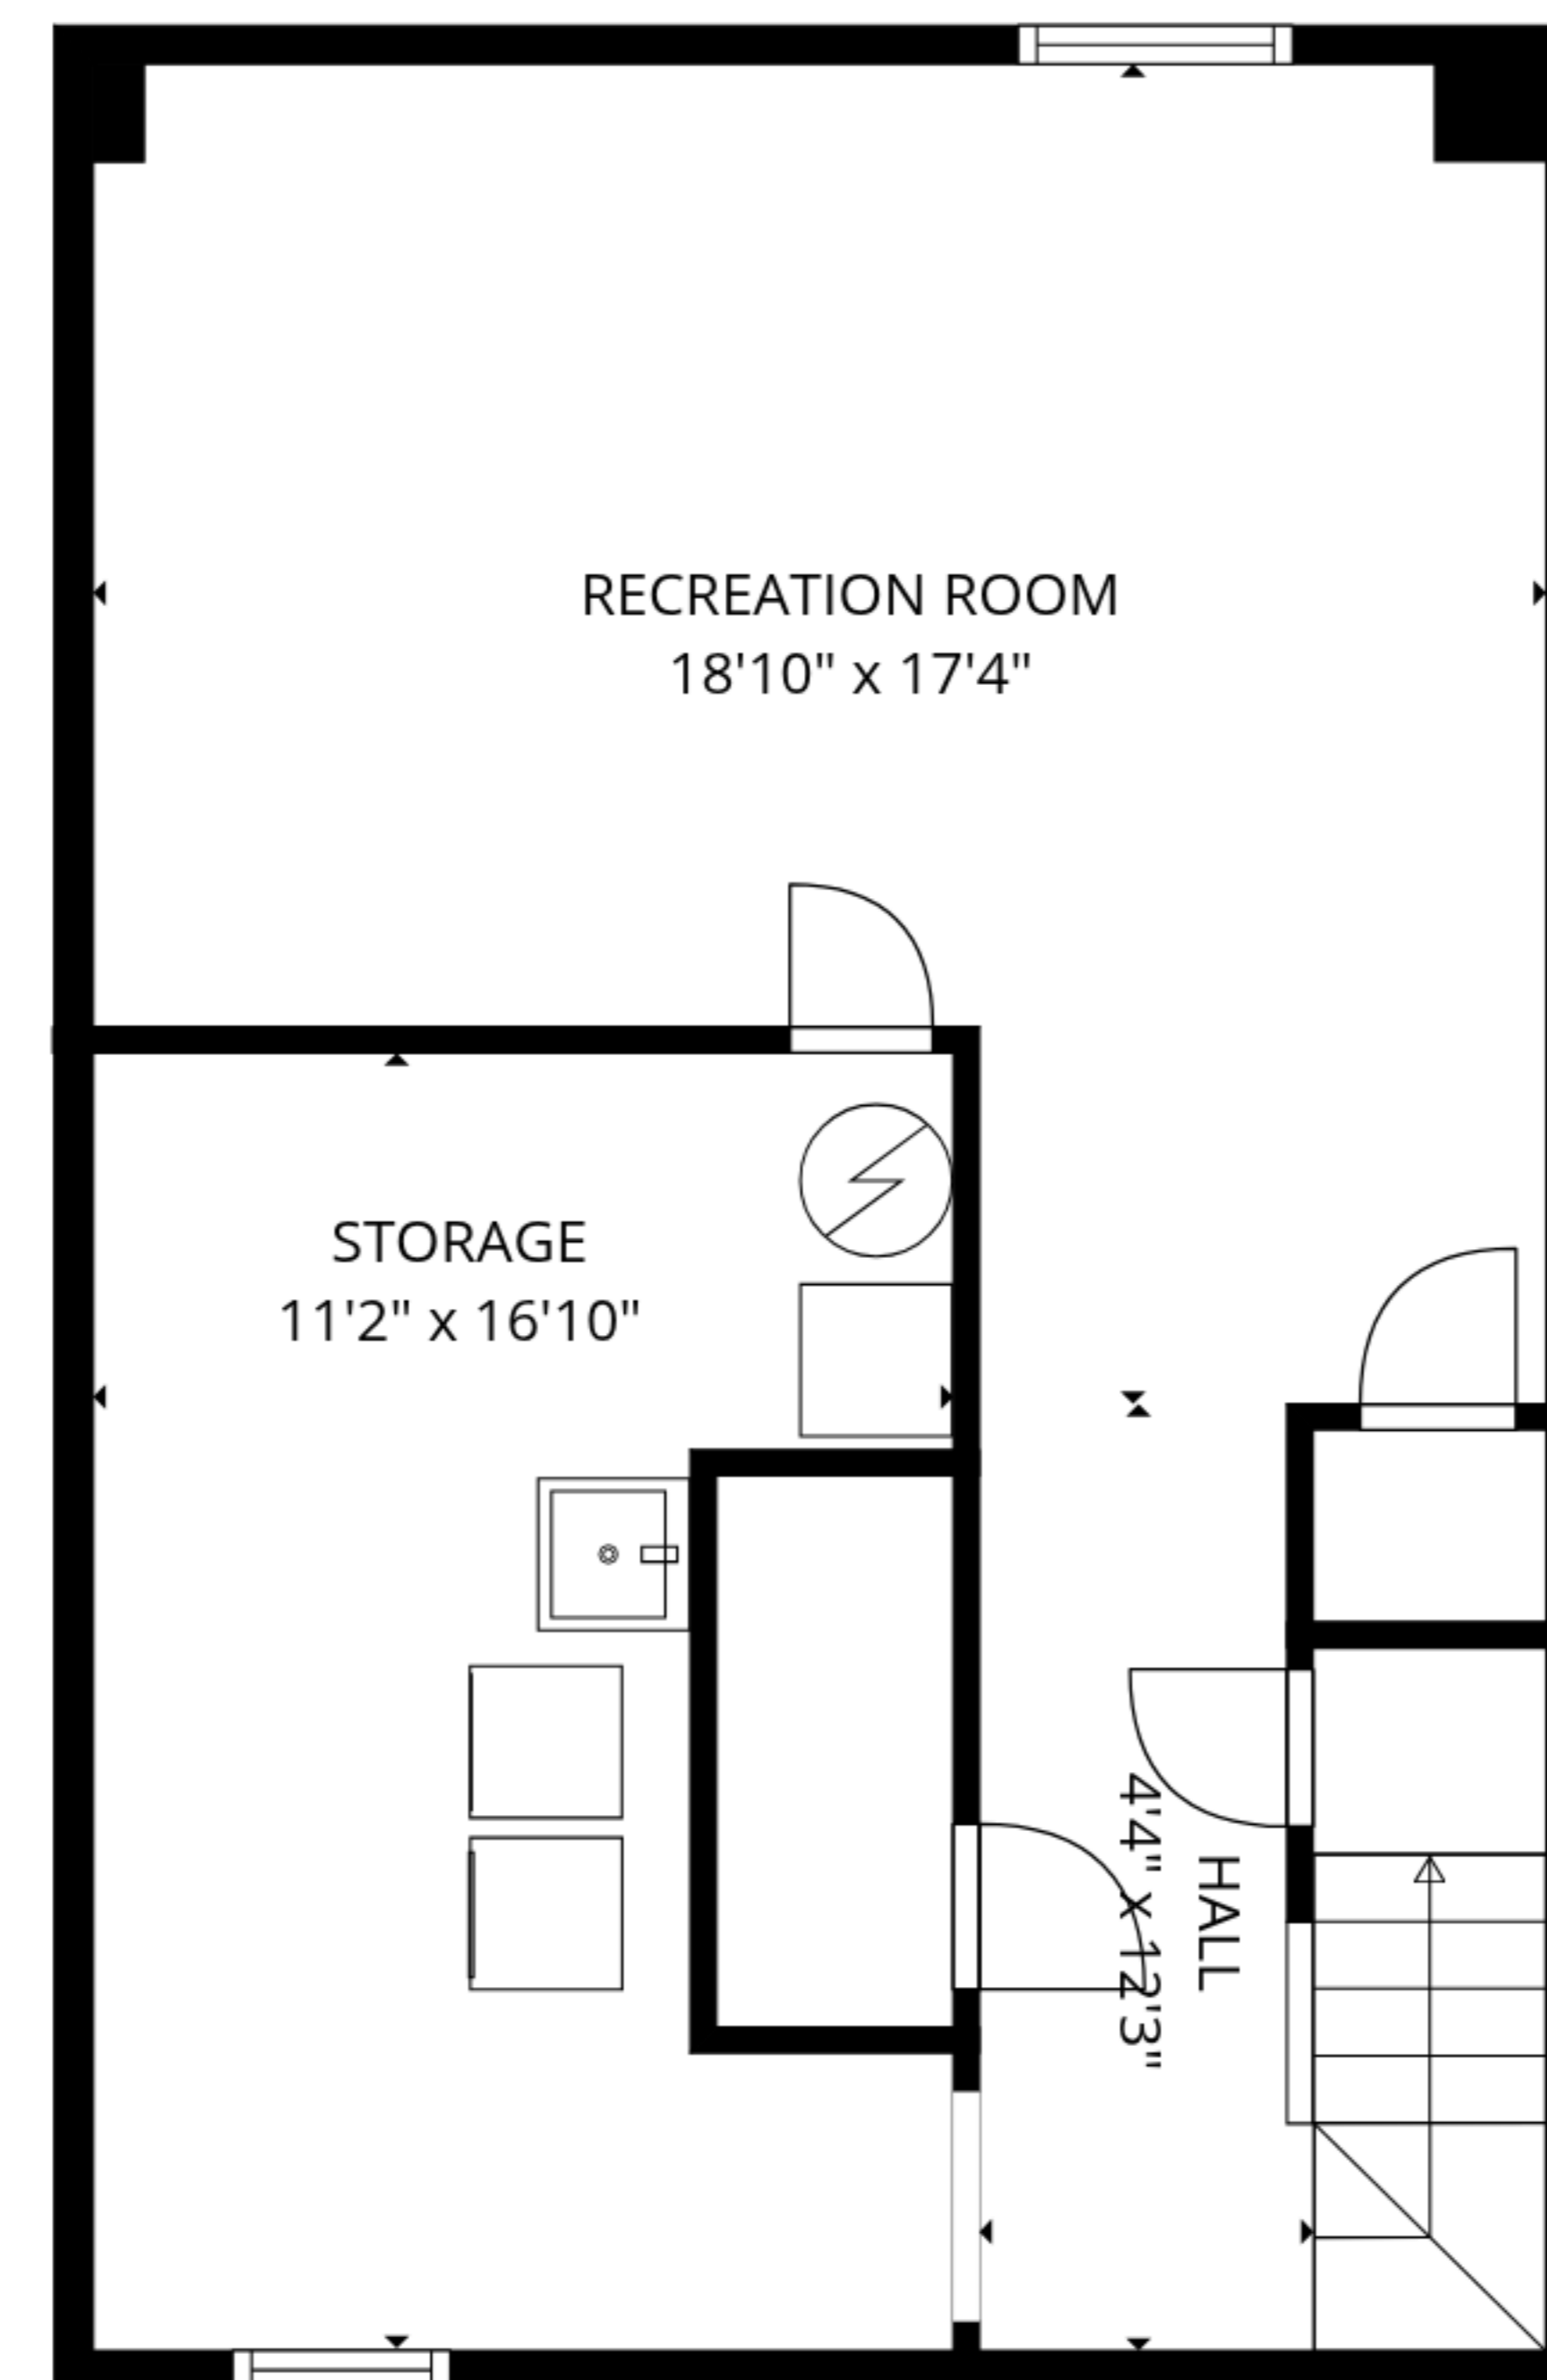 RECREATION ROOM
18'10" x 17'4"
STORAGE
11'2" x 16'10"
HALL
4'4" x 12'3"